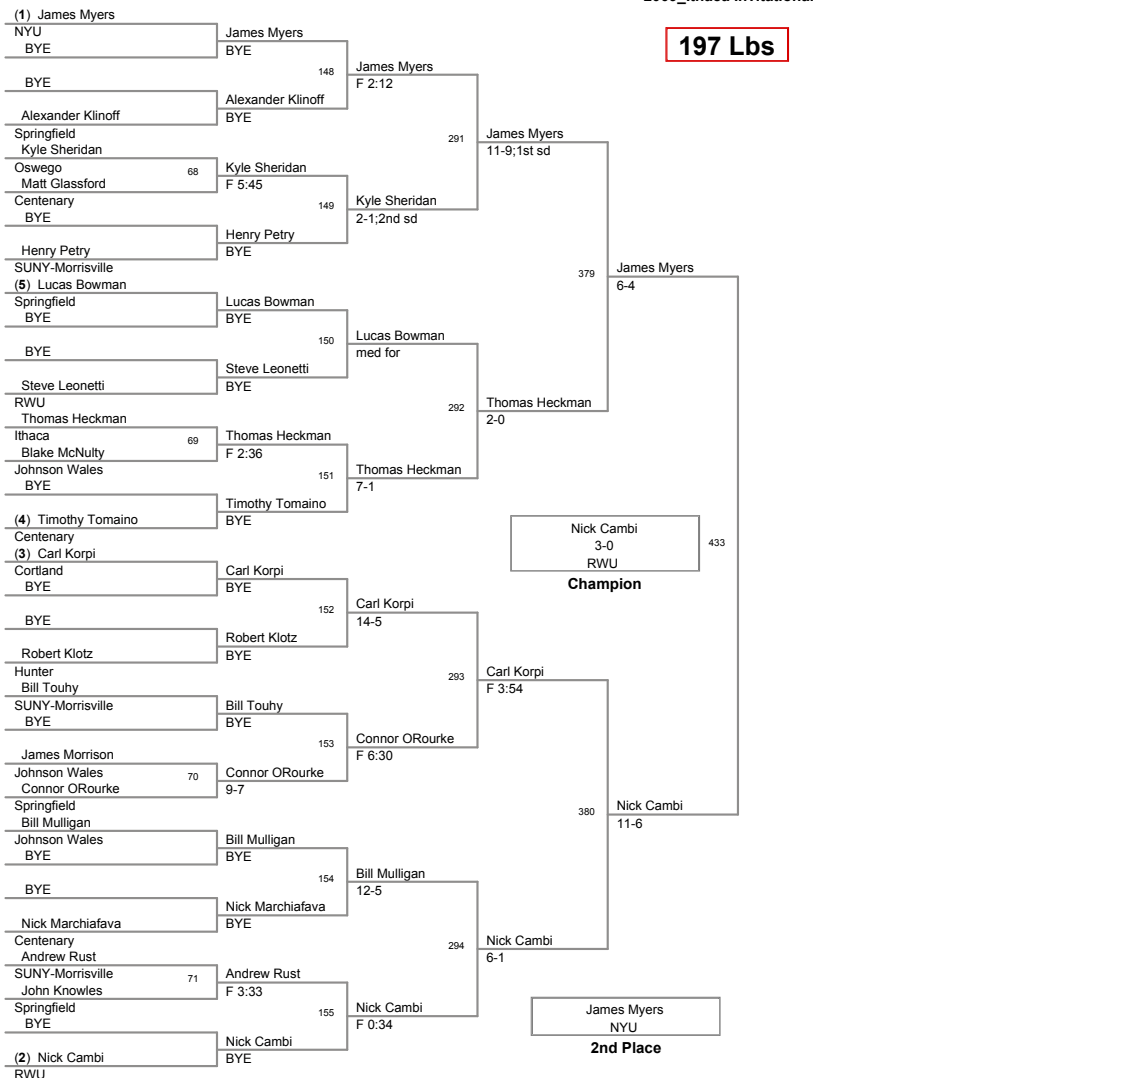 (1) James Myers
NYU
BYE
BYE
Alexander Klinoff
Springfield
Kyle Sheridan
Oswego
68
Matt Glassford
Centenary
BYE
Henry Petry
SUNY-Morrisville
(5) Lucas Bowman
Springfield
BYE
BYE
Steve Leonetti
RWU
Thomas Heckman
Ithaca
69
Blake McNulty
Johnson Wales
BYE
(4) Timothy Tomaino
Centenary
(3) Carl Korpi
Cortland
BYE
BYE
Robert Klotz
Hunter
Bill Touhy
SUNY-Morrisville
BYE
James Morrison
Johnson Wales
70
Connor ORourke
Springfield
Bill Mulligan
Johnson Wales
BYE
BYE
Nick Marchiafava
Centenary
Andrew Rust
SUNY-Morrisville
71
John Knowles
Springfield
BYE
(2) Nick Cambi
RWU
James Myers
BYE
148
Alexander Klinoff
BYE
Kyle Sheridan
F 5:45
149
Henry Petry
BYE
Lucas Bowman
BYE
150
Steve Leonetti
BYE
Thomas Heckman
F 2:36
151
Timothy Tomaino
BYE
Carl Korpi
BYE
152
Robert Klotz
BYE
Bill Touhy
BYE
153
Connor ORourke
9-7
Bill Mulligan
BYE
154
Nick Marchiafava
BYE
Andrew Rust
F 3:33
155
Nick Cambi
BYE
James Myers
F 2:12
291
Kyle Sheridan
2-1;2nd sd
Lucas Bowman
med for
292
Thomas Heckman
7-1
Carl Korpi
14-5
293
Connor ORourke
F 6:30
Bill Mulligan
12-5
294
Nick Cambi
F 0:34
James Myers
11-9;1st sd
379
Thomas Heckman
2-0
Carl Korpi
F 3:54
380
Nick Cambi
6-1
197 Lbs
James Myers
6-4
Nick Cambi
3-0
RWU
433
Champion
Nick Cambi
11-6
James Myers
NYU
2nd Place